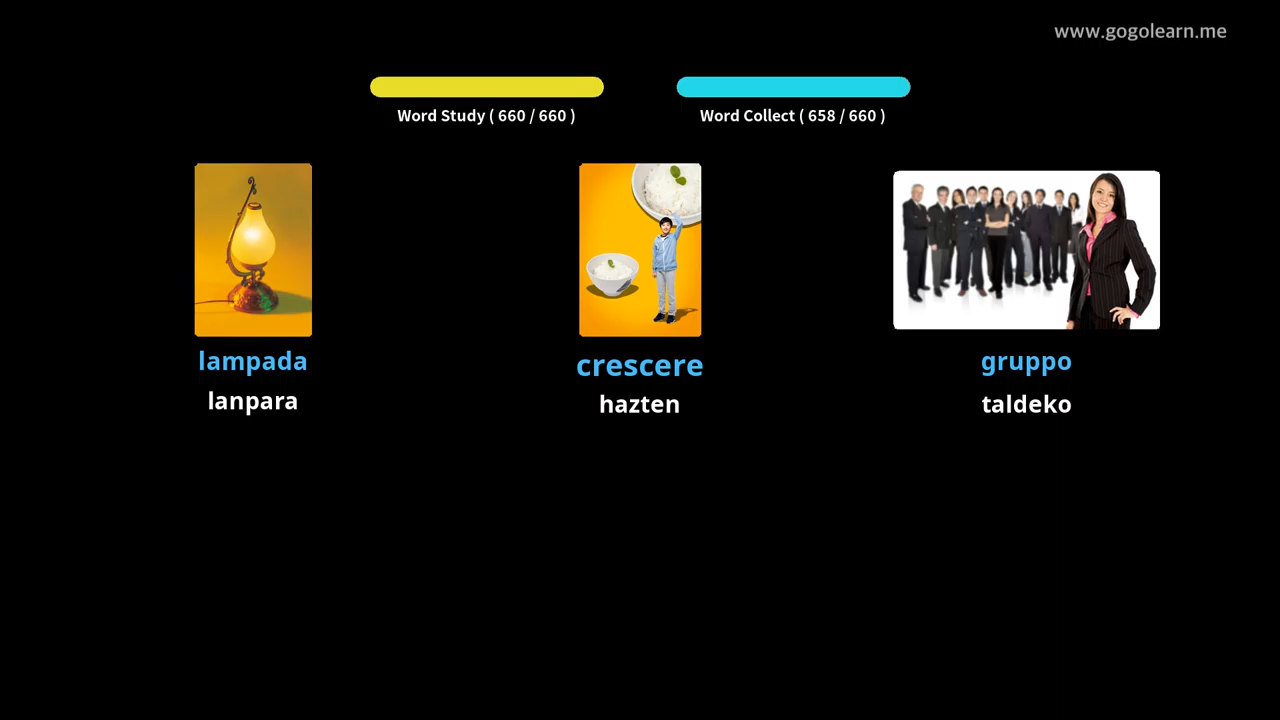 www.gogolearn.me
Word Study ( 660 / 660 )
Word Collect ( 658 / 660 )
lampada
lanpara
crescere
hazten
gruppo
taldeko